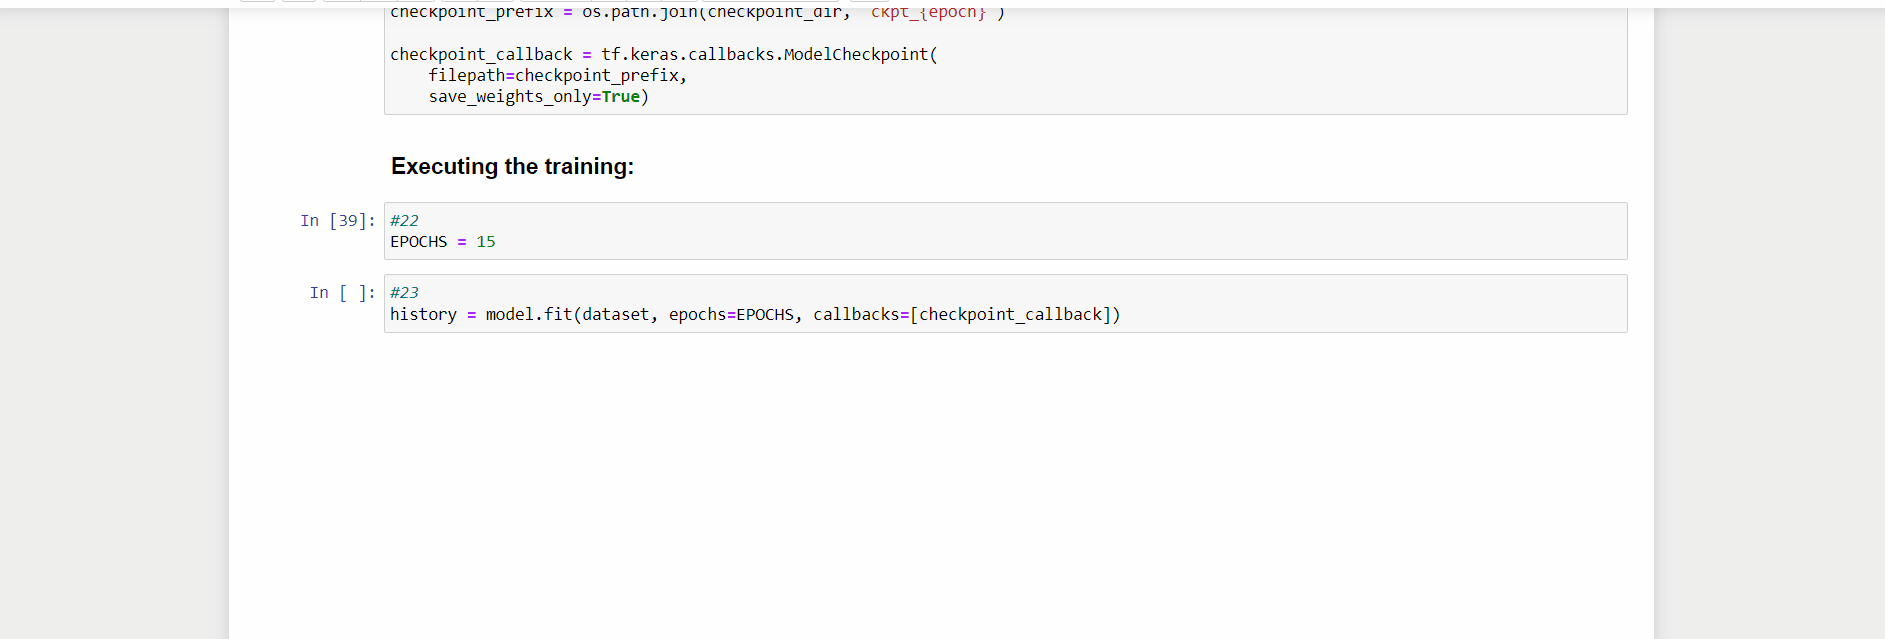 checkpoint_prefix = os.path.join(checkpoint_dir, ckpt_{epoch} )
checkpoint_callback = tf.keras.callbacks.ModelCheckpoint(
filepath=checkpoint_prefix,
save_weights_only=True)
Executing the training:
In [39]: #22
EPOCHS = 15
In [ ]: #23
history = model.fit(dataset, epochs=EPOCHS, callbacks=[checkpoint_callback])